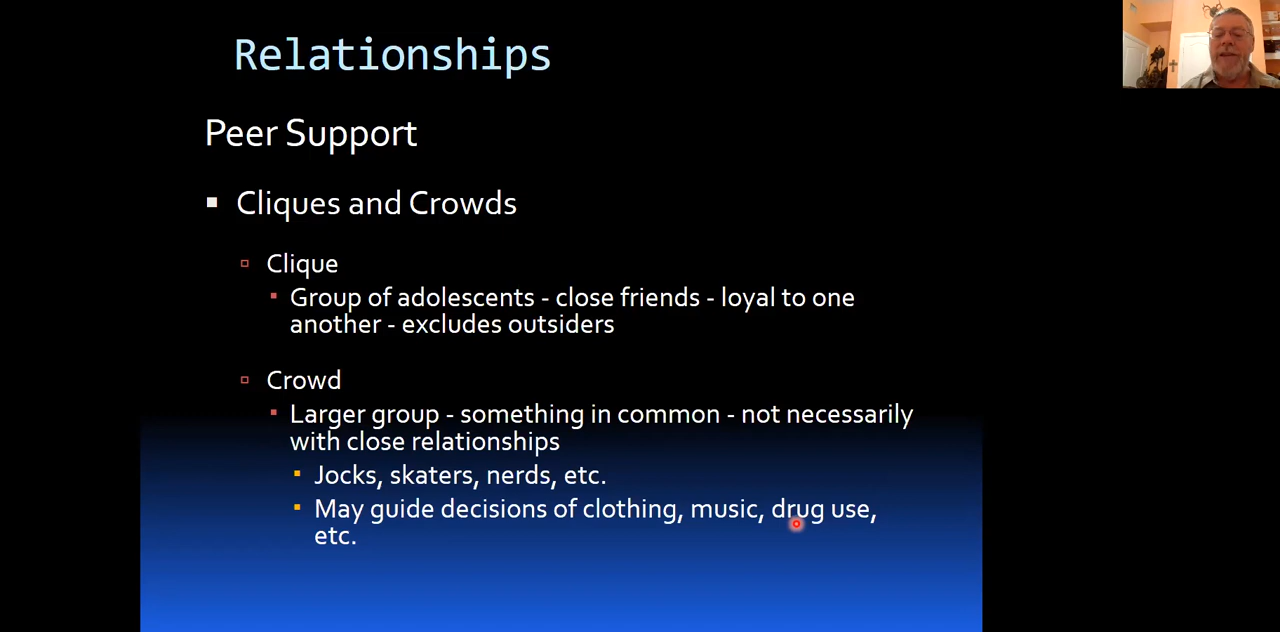 Relationships
Peer Support
Cliques and Crowds
Clique
Group of adolescents - close friends - loyal to one
another - excludes outsiders
Crowd
Larger group - something in common - not necessarily
with close relationships
Jocks, skaters, nerds, etc.
May guide decisions of clothing, music, drug use,
etc.